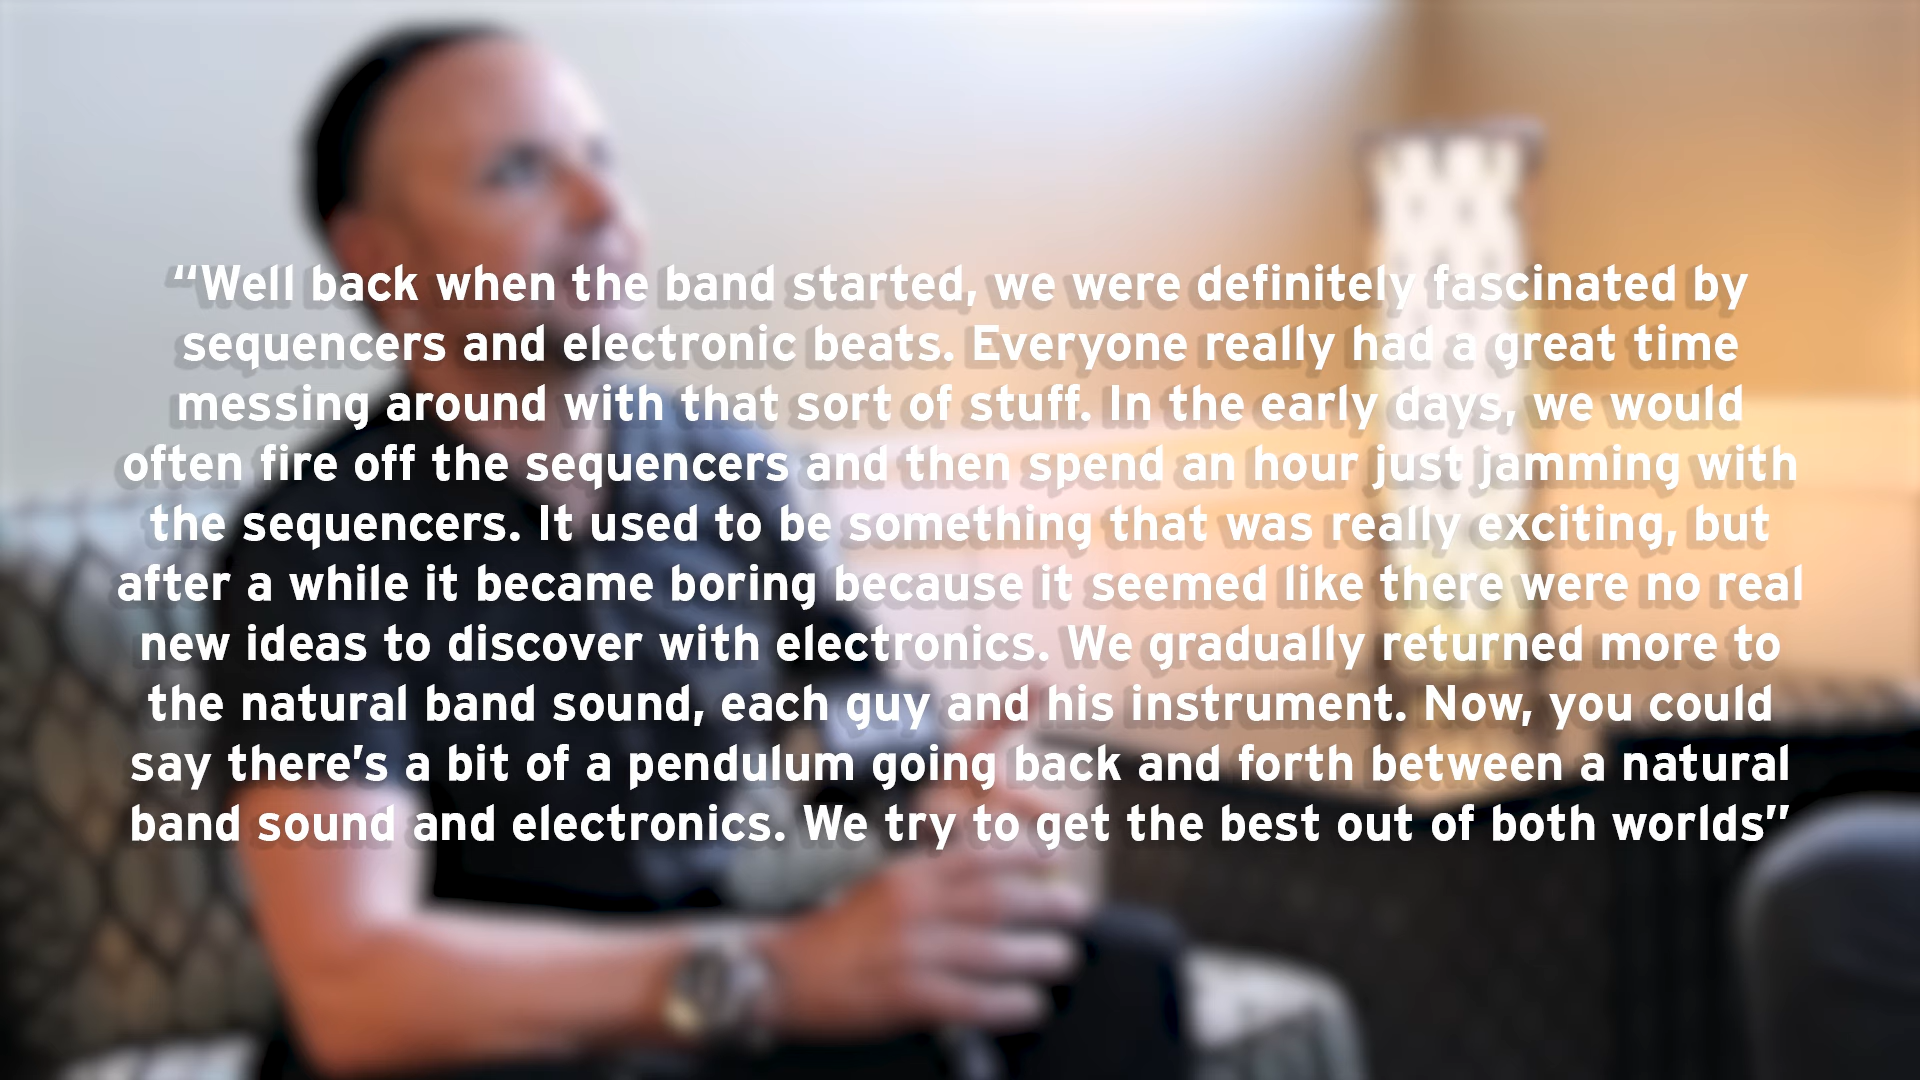 “Well back when the band started, we were definitely fascinated by
sequencers and electronic beats. Everyone really had a great time
messing around with that sort of stuff. In the early days, we would
often fire off the sequencers and then spend an hour just jamming with
the sequencers. It used to be something that was really exciting, but
after a while it became boring because it seemed like there were no real
new ideas to discover with electronics. We gradually returned more to
the natural band sound, each guy and his instrument. Now, you could
say there’s a bit of a pendulum going back and forth between a natural
band sound and electronics. We try to get the best out of both worlds”